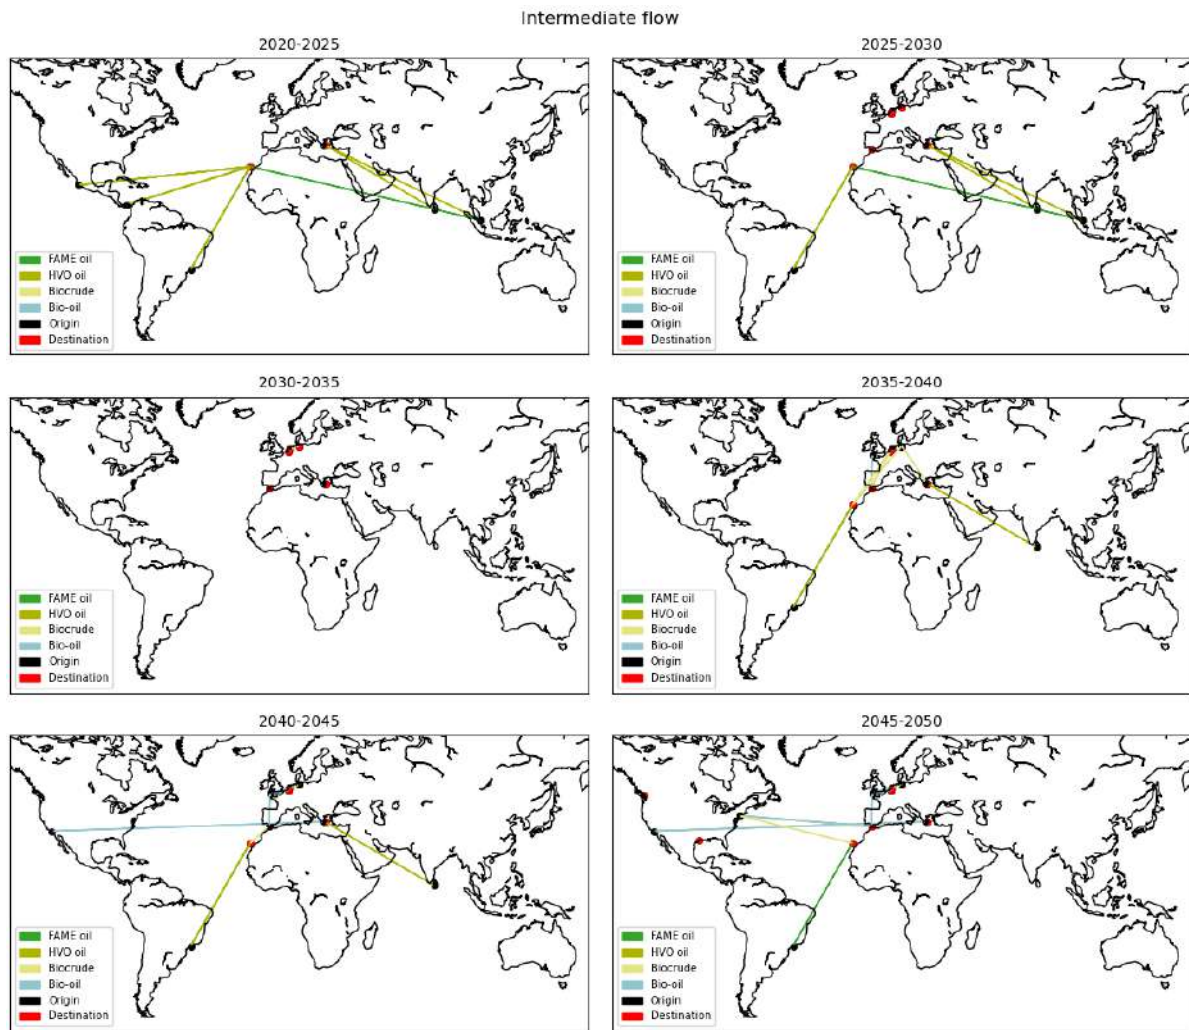 Intermediate flow
2020-2025
FAME oil
HVO oil
Biocrude
Bio-oil
Origin
Destination
2025-2030
FAME oil
HVO oil
Biocrude
Bio-oil
Origin
Destination
2030-2035
FAME oil
HVO oil
Biocrude
Bio-oil
Origin
Destination
2035-2040
FAME oil
HVO oil
Biocrude
Bio-oil
Origin
Destination
2040-2045
FAME oil
HVO oil
Biocrude
Bio-oil
Origin
Destination
2045-2050
FAME oil
HVO oil
Biocrude
Bio-oil
Origin
Destination